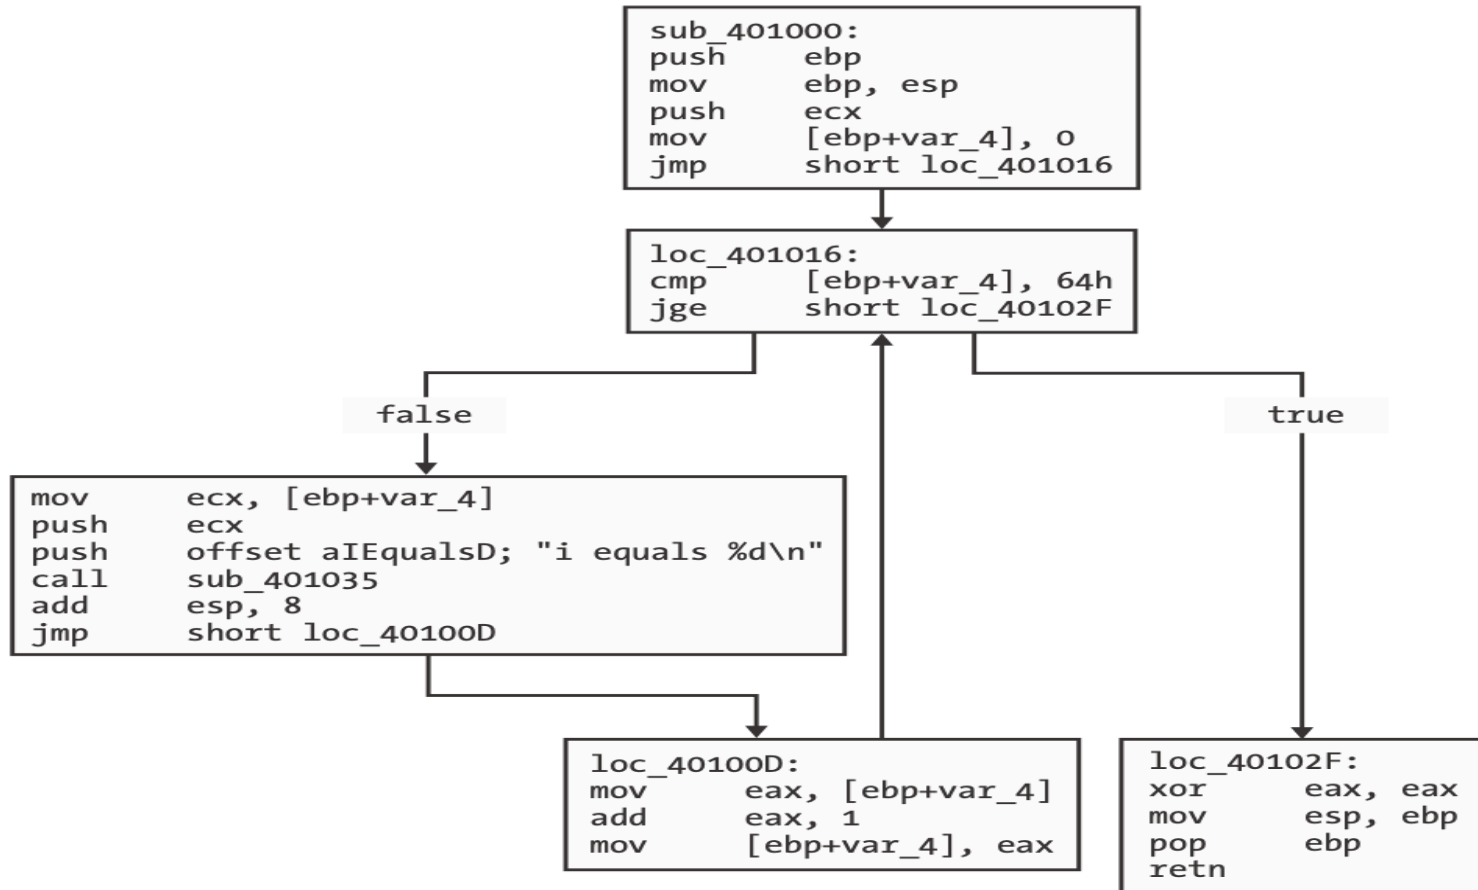 sub_401000:
push ebp
mov ebp, esp
push ecx
mov [ebp+var_4], 0
jmp short loc_401016
loc_401016:
cmp [ebp+var_4], 64h
jge short loc_40102F
false
true
mov ecx, [ebp+var_4]
push ecx
push offset aIEqualsD; "i equals %d\n"
call sub_401035
add esp, 8
jmp short loc_40100D
loc_40100D:
mov eax, [ebp+var_4]
add eax, 1
mov [ebp+var_4], eax
loc_40102F:
xor eax, eax
mov esp, ebp
pop ebp
retn